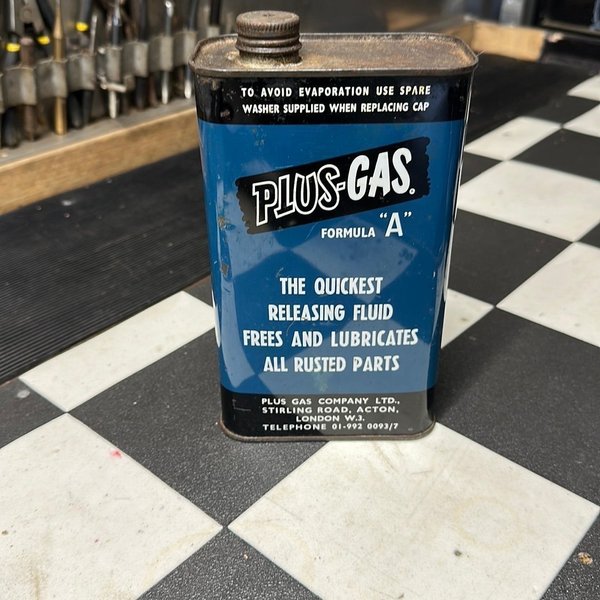 TO AVOID EVAPORATION USE SPARE
WASHER SUPPLIED WHEN REPLACING CAP
PLUS-GAS.
FORMULA "A"
THE QUICKEST
RELEASING FLUID
FREES AND LUBRICATES
ALL RUSTED PARTS
PLUS GAS COMPANY LTD.,
STIRLING ROAD, ACTON,
LONDON W.3.
TELEPHONE 01-992 0093/7